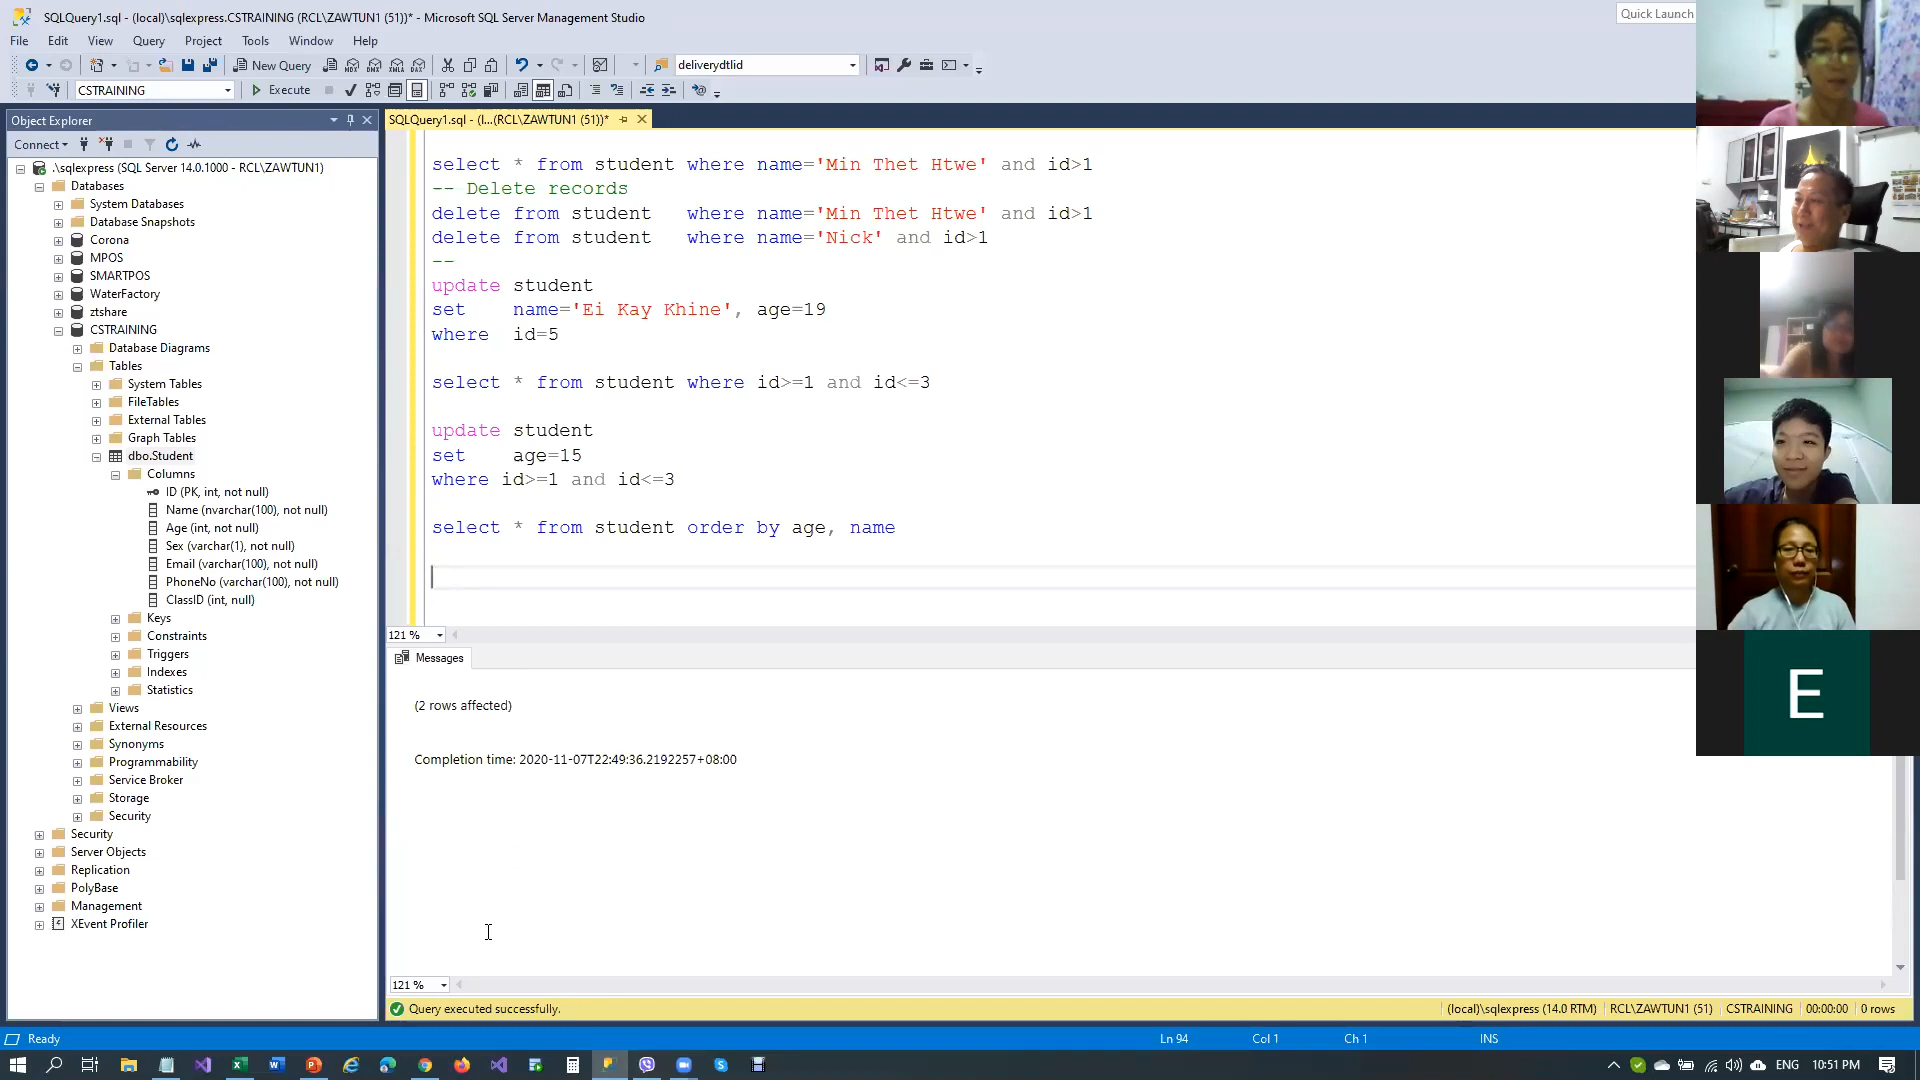 SQLQuery1.sql - (local)\sqlexpress.CSTRAINING (RCL\ZAWTUN1 (51))* - Microsoft SQL Server Management Studio
Quick Launch
File Edit View Query Project Tools Window Help
New Query
deliverydtlid
CSTRAINING
Execute
Object Explorer
SQLQuery1.sql - (l...(RCL\ZAWTUN1 (51))*
Connect
.\sqlexpress (SQL Server 14.0.1000 - RCL\ZAWTUN1)
Databases
System Databases
Database Snapshots
Corona
MPOS
SMARTPOS
WaterFactory
ztshare
CSTRAINING
Database Diagrams
Tables
System Tables
FileTables
External Tables
Graph Tables
dbo.Student
Columns
ID (PK, int, not null)
Name (nvarchar(100), not null)
Age (int, not null)
Sex (varchar(1), not null)
Email (varchar(100), not null)
PhoneNo (varchar(100), not null)
ClassID (int, null)
Keys
Constraints
Triggers
Indexes
Statistics
Views
External Resources
Synonyms
Programmability
Service Broker
Storage
Security
Security
Server Objects
Replication
PolyBase
Management
XEvent Profiler
select * from student where name='Min Thet Htwe' and id>1
-- Delete records
delete from student where name='Min Thet Htwe' and id>1
delete from student where name='Nick' and id>1
--
update student
set name='Ei Kay Khine', age=19
where id=5
select * from student where id>=1 and id<=3
update student
set age=15
where id>=1 and id<=3
select * from student order by age, name
121 %
Messages
(2 rows affected)
Completion time: 2020-11-07T22:49:36.2192257+08:00
121 %
Query executed successfully.
(local)\sqlexpress (14.0 RTM) RCL\ZAWTUN1 (51) CSTRAINING 00:00:00 0 rows
E
Ready
Ln 94 Col 1 Ch 1 INS
ENG 10:51 PM